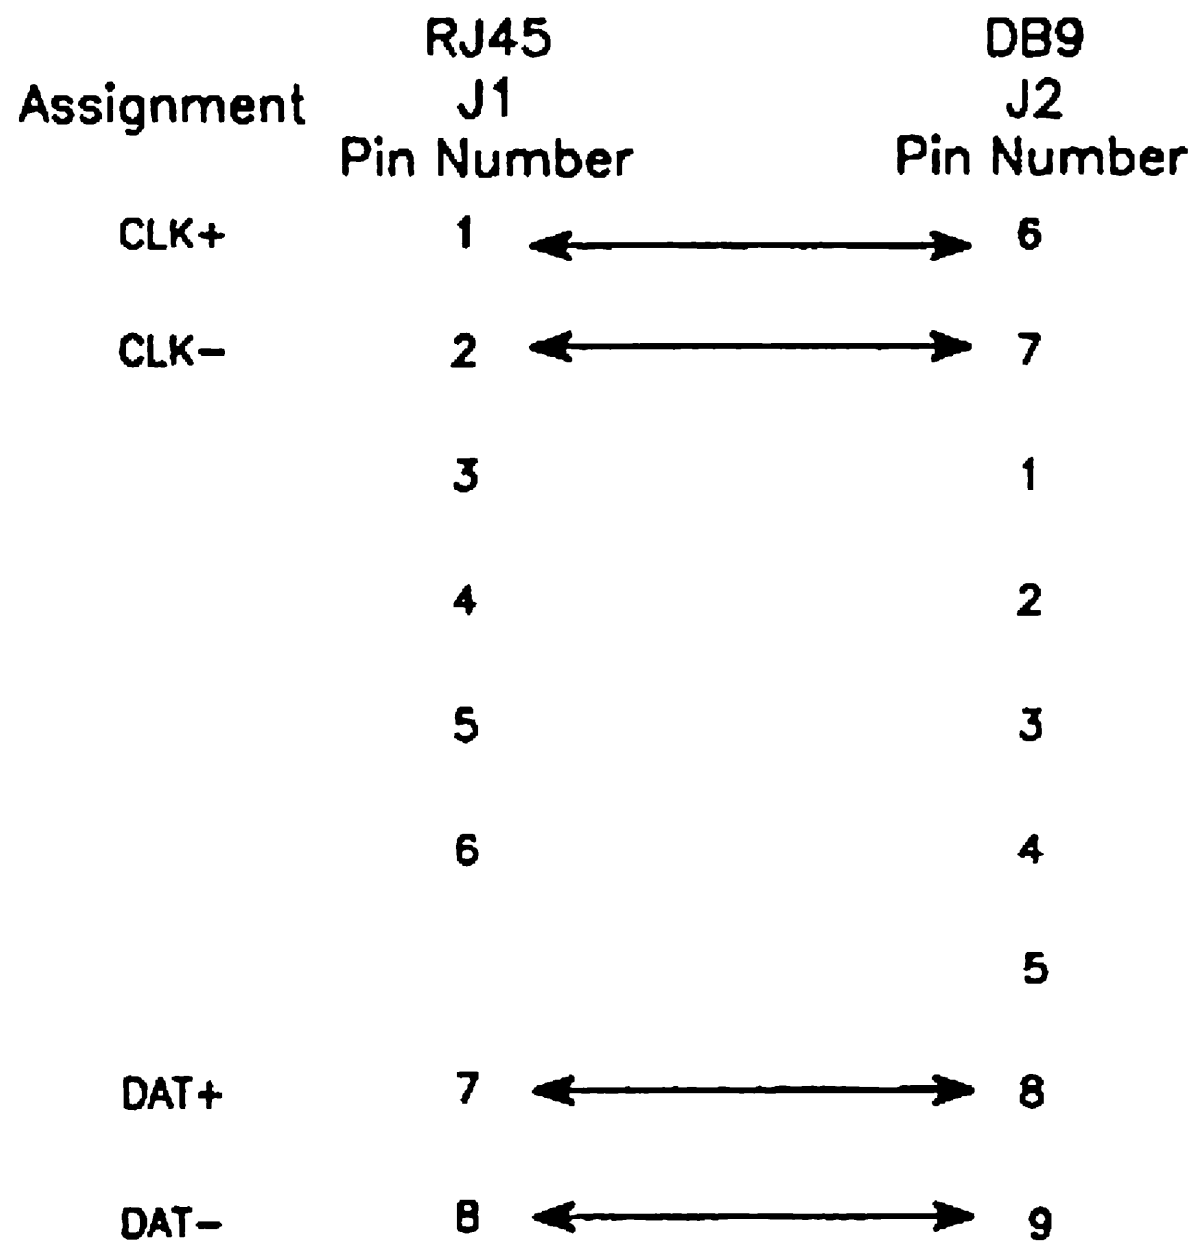 RJ45 DB9
Assignment J1 J2
Pin Number Pin Number
CLK+ 1 6
CLK- 2 7
3 1
4 2
5 3
6 4
5
DAT+ 7 8
DAT- 8 9